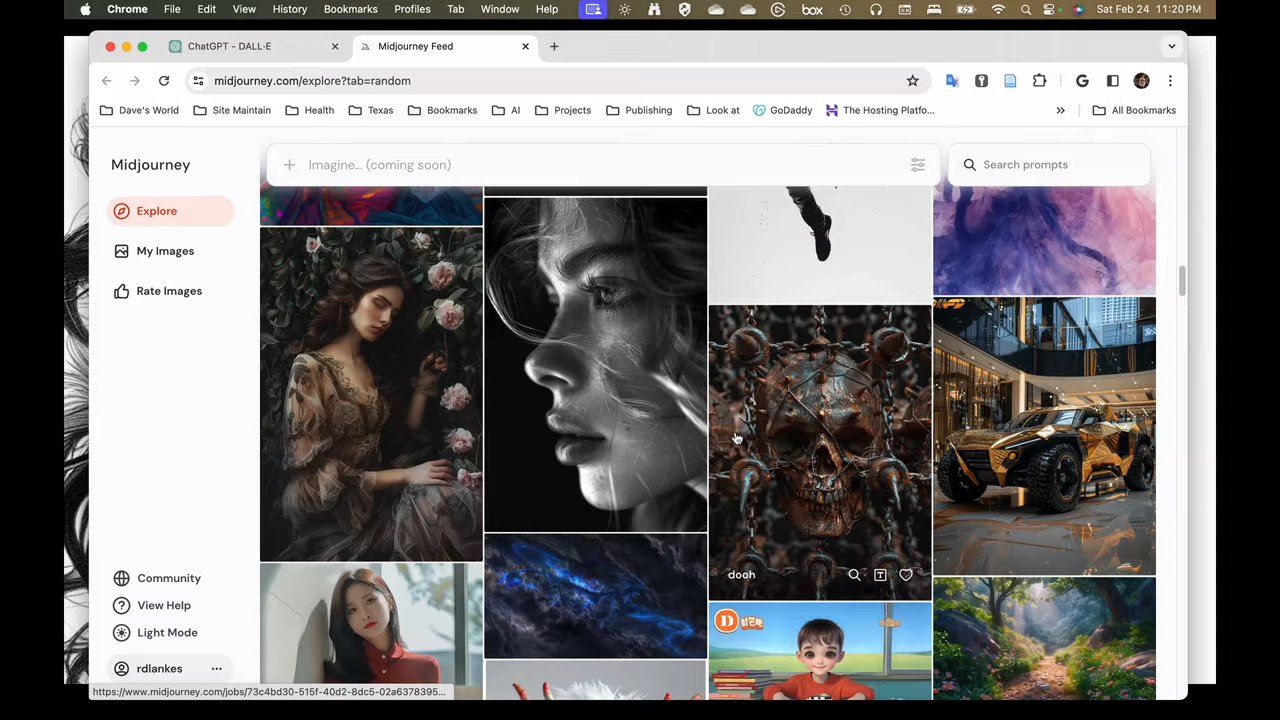 Chrome File Edit View History Bookmarks Profiles Tab Window Help box Sat Feb 24 11:20 PM
ChatGPT - DALL·E
Midjourney Feed
midjourney.com/explore?tab=random
Dave's World Site Maintain Health Texas Bookmarks AI Projects Publishing Look at GoDaddy The Hosting Platfo... » All Bookmarks
Midjourney
Imagine... (coming soon)
Search prompts
Explore
My Images
Rate Images
dooh
D
Community
View Help
Light Mode
rdlankes
https://www.midjourney.com/jobs/73c4bd30-515f-40d2-8dc5-02a6378395...